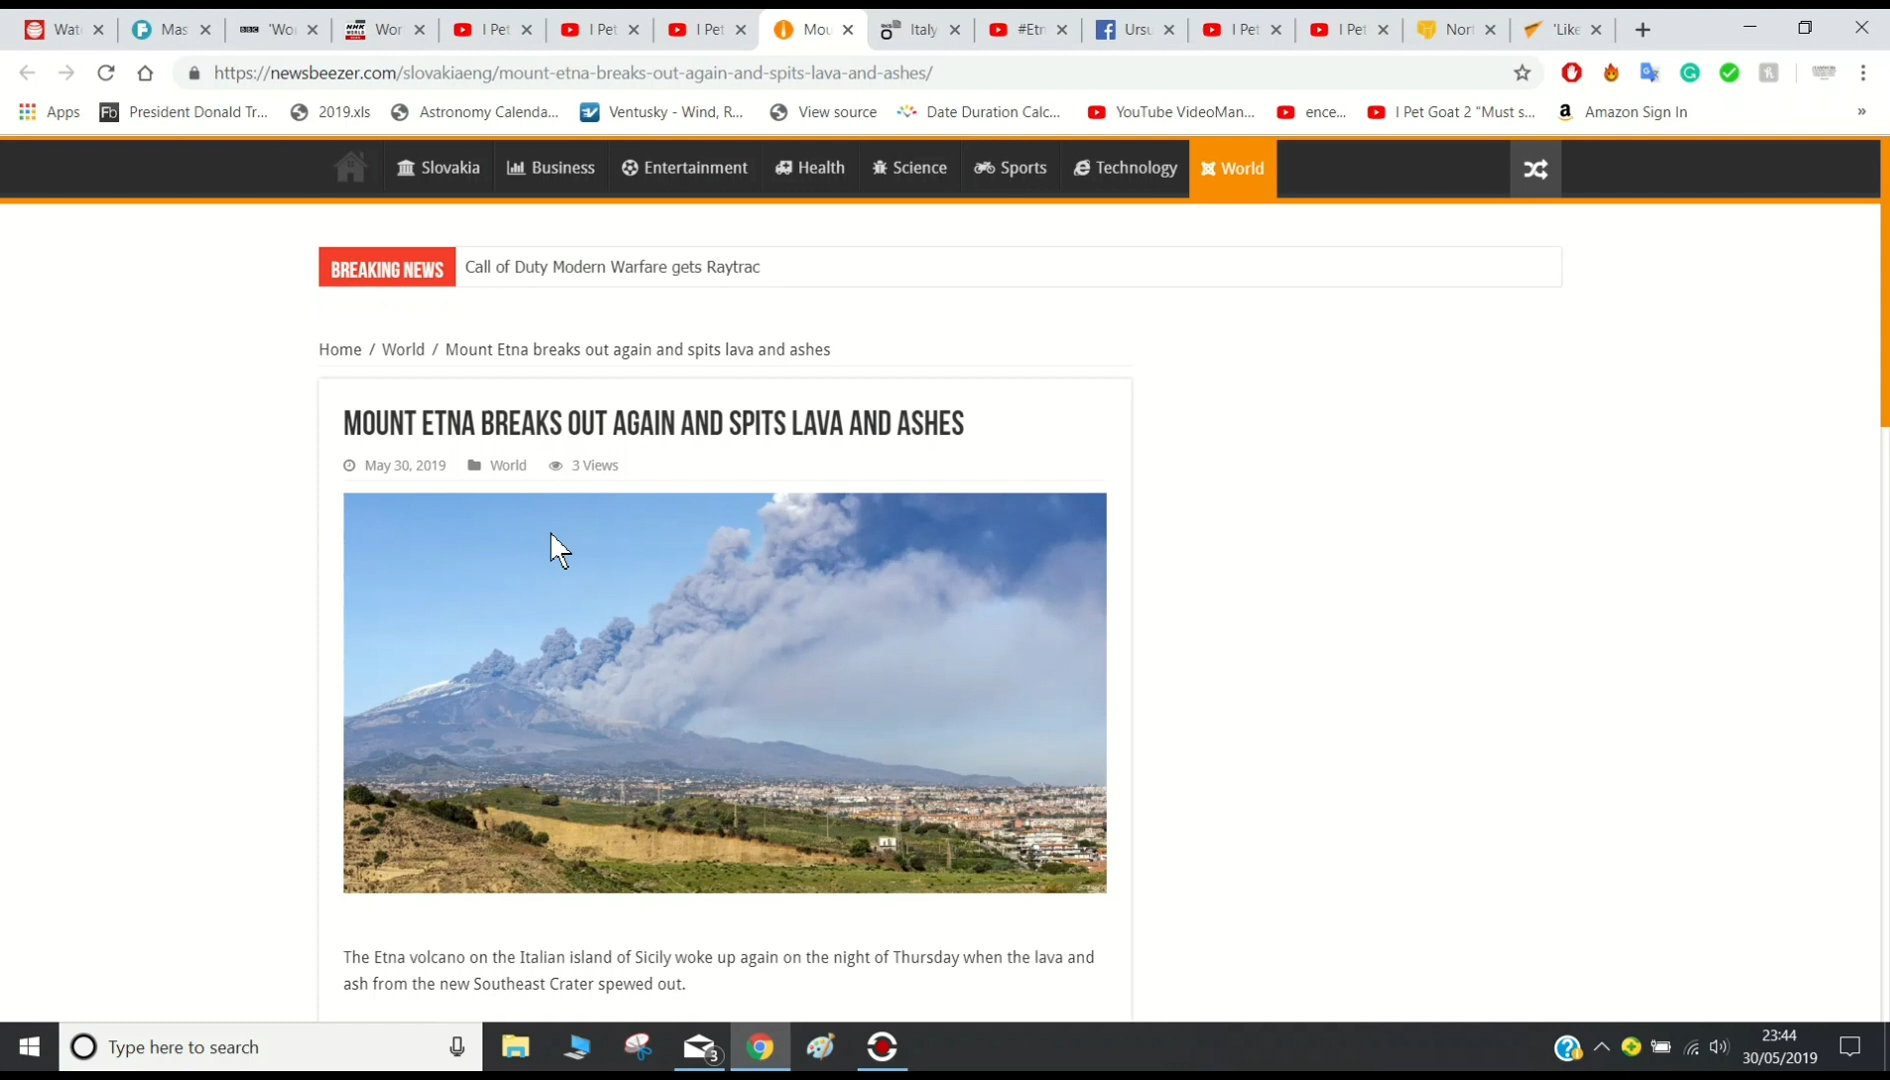 Wat Mas 'Wo Wor I Pet I Pet I Pet Mou Italy #Etn Ursu I Pet I Pet Nort 'Like
https://newsbeezer.com/slovakiaeng/mount-etna-breaks-out-again-and-spits-lava-and-ashes/
Apps President Donald Tr... 2019.xls Astronomy Calenda... Ventusky - Wind, R... View source Date Duration Calc... YouTube VideoMan... ence... I Pet Goat 2 "Must s... Amazon Sign In »
Slovakia Business Entertainment Health Science Sports Technology World
BREAKING NEWS Call of Duty Modern Warfare gets Raytrac
Home / World / Mount Etna breaks out again and spits lava and ashes
MOUNT ETNA BREAKS OUT AGAIN AND SPITS LAVA AND ASHES
May 30, 2019 World 3 Views
The Etna volcano on the Italian island of Sicily woke up again on the night of Thursday when the lava and
ash from the new Southeast Crater spewed out.
Type here to search 3 23:44
30/05/2019